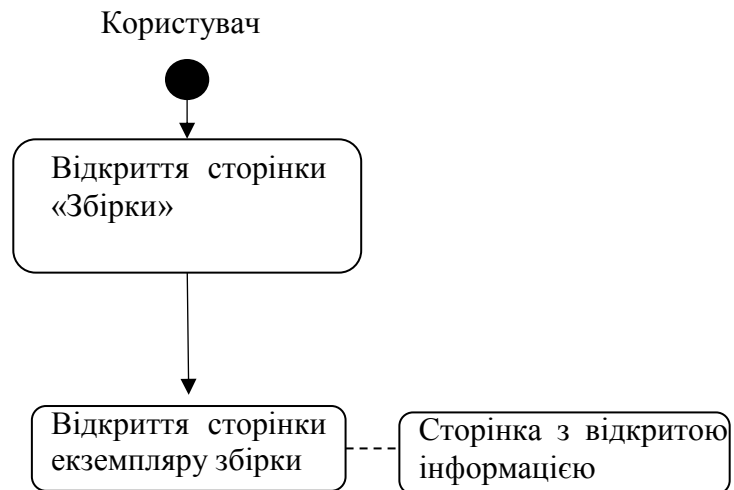 Користувач
Відкриття сторінки
«Збірки»
Відкриття сторінки
екземпляру збірки
Сторінка з відкритою
інформацією